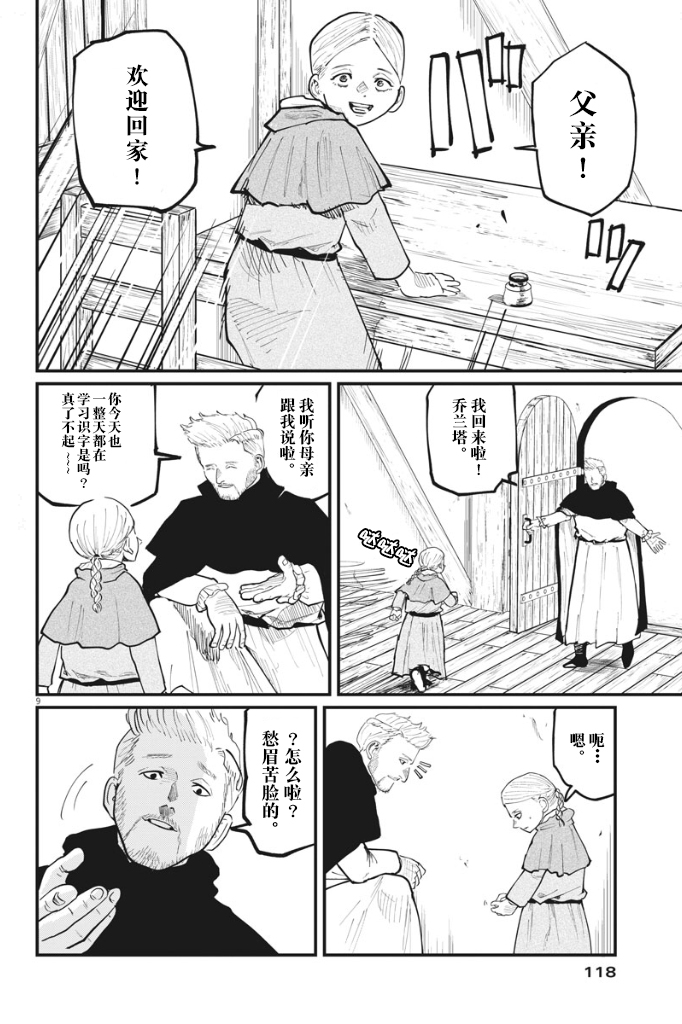 父亲！
欢迎回家！
我回来啦！
乔兰塔。
哒哒哒
我听你母亲
跟我说啦。
你今天也
一整天都在
学习识字是吗？
真了不起~~~
9
呃…
嗯。
？怎么啦？
愁眉苦脸的。
118